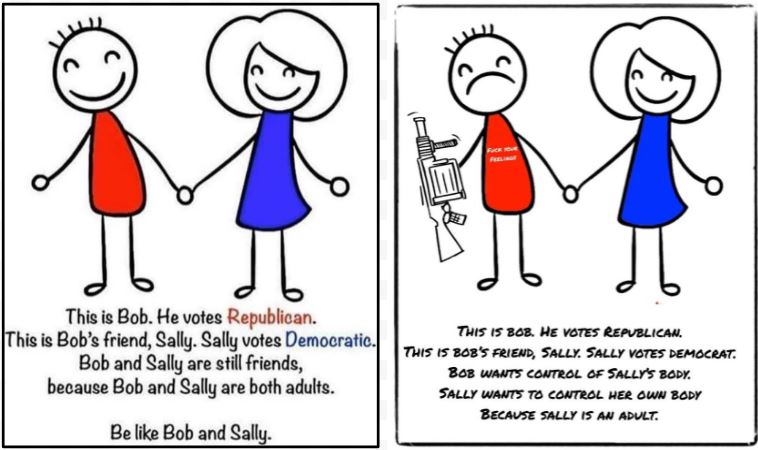 This is Bob. He votes Republican.
This is Bob's friend, Sally. Sally votes Democratic.
Bob and Sally are still friends,
because Bob and Sally are both adults.
Be like Bob and Sally.
FUCK YOUR
FEELINGS
THIS IS BOB. HE VOTES REPUBLICAN.
THIS IS BOB'S FRIEND, SALLY. SALLY VOTES DEMOCRAT.
BOB WANTS CONTROL OF SALLY'S BODY.
SALLY WANTS TO CONTROL HER OWN BODY
BECAUSE SALLY IS AN ADULT.